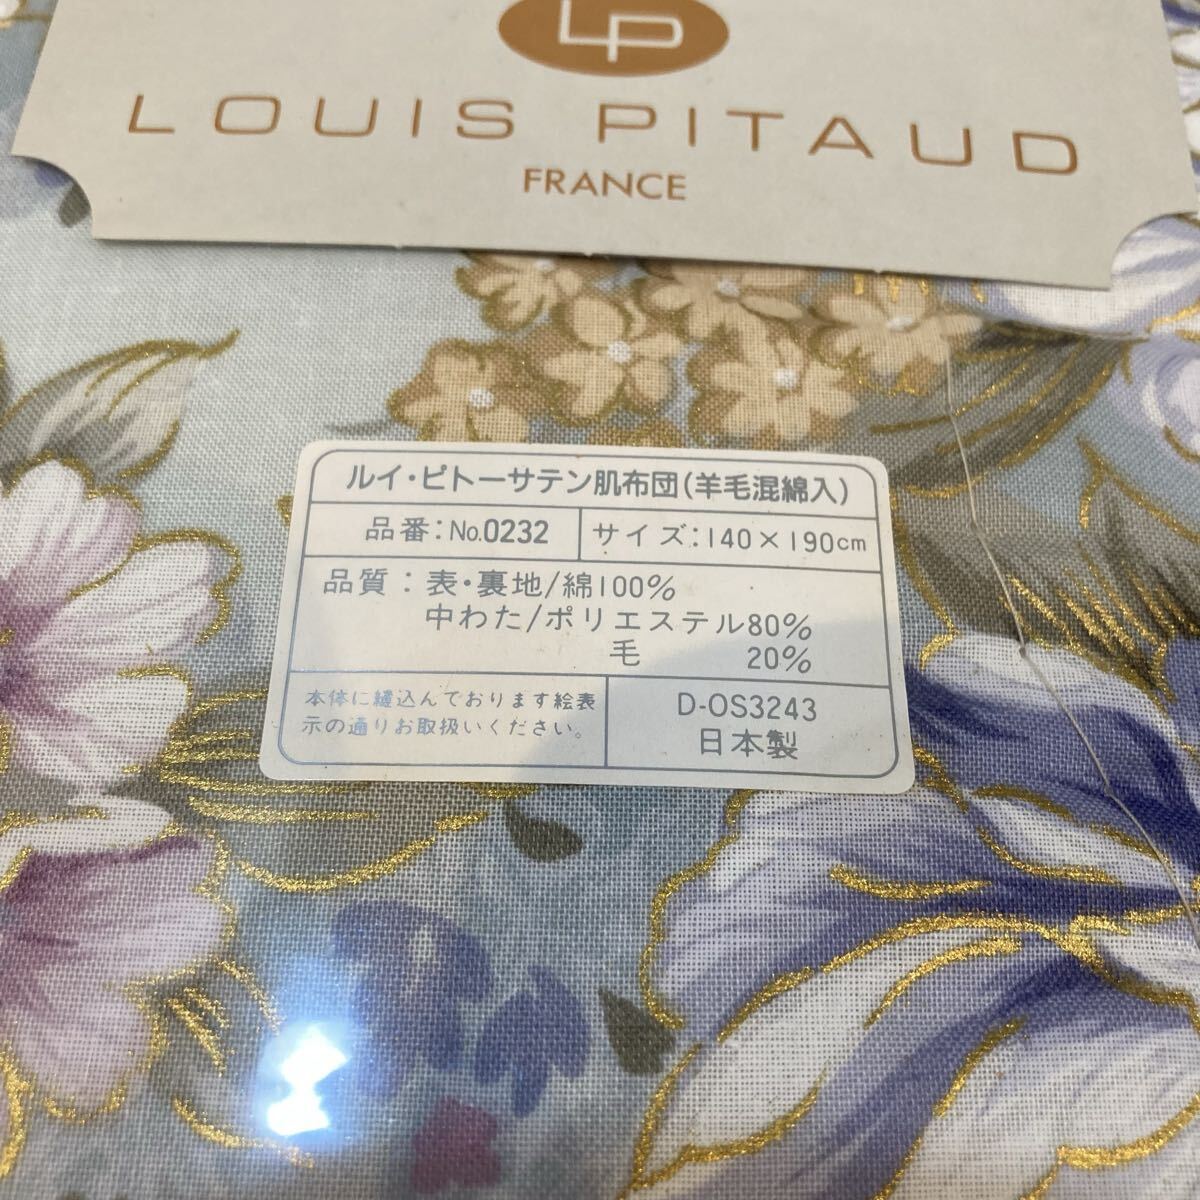 LP
LOUIS PITAUD
FRANCE
ルイ・ピトーサテン肌布団(羊毛混綿入)
品番:No.0232 サイズ:140×190cm
品質:表・裏地/綿100%
中わた/ポリエステル80%
毛 20%
本体に縫込んでおります絵表
示の通りお取扱いください。
D-OS3243
日本製